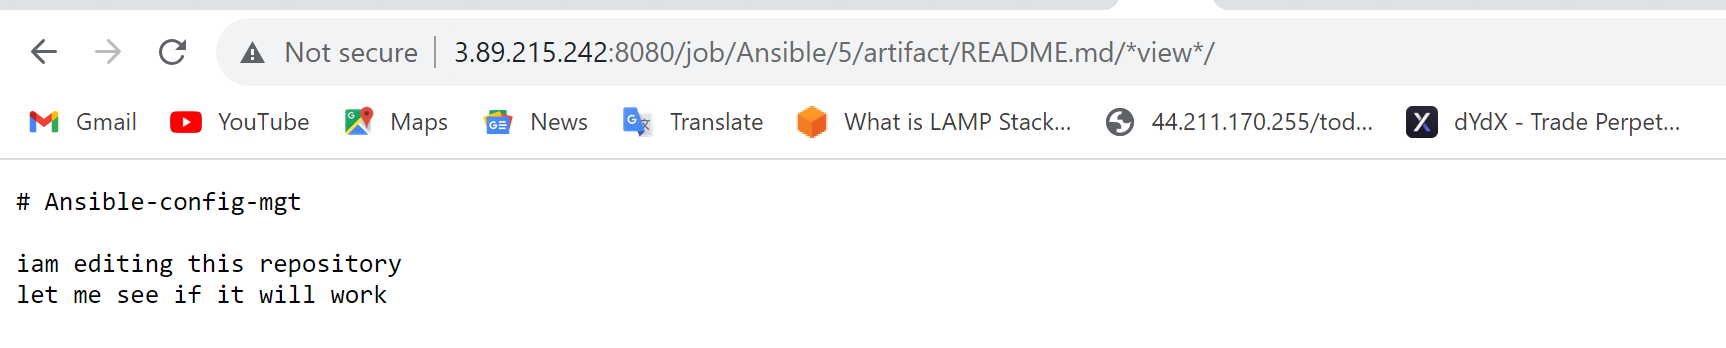 Not secure | 3.89.215.242:8080/job/Ansible/5/artifact/README.md/*view*/
Gmail YouTube Maps News Translate What is LAMP Stack... 44.211.170.255/tod... dYdX - Trade Perpet...
# Ansible-config-mgt
iam editing this repository
let me see if it will work